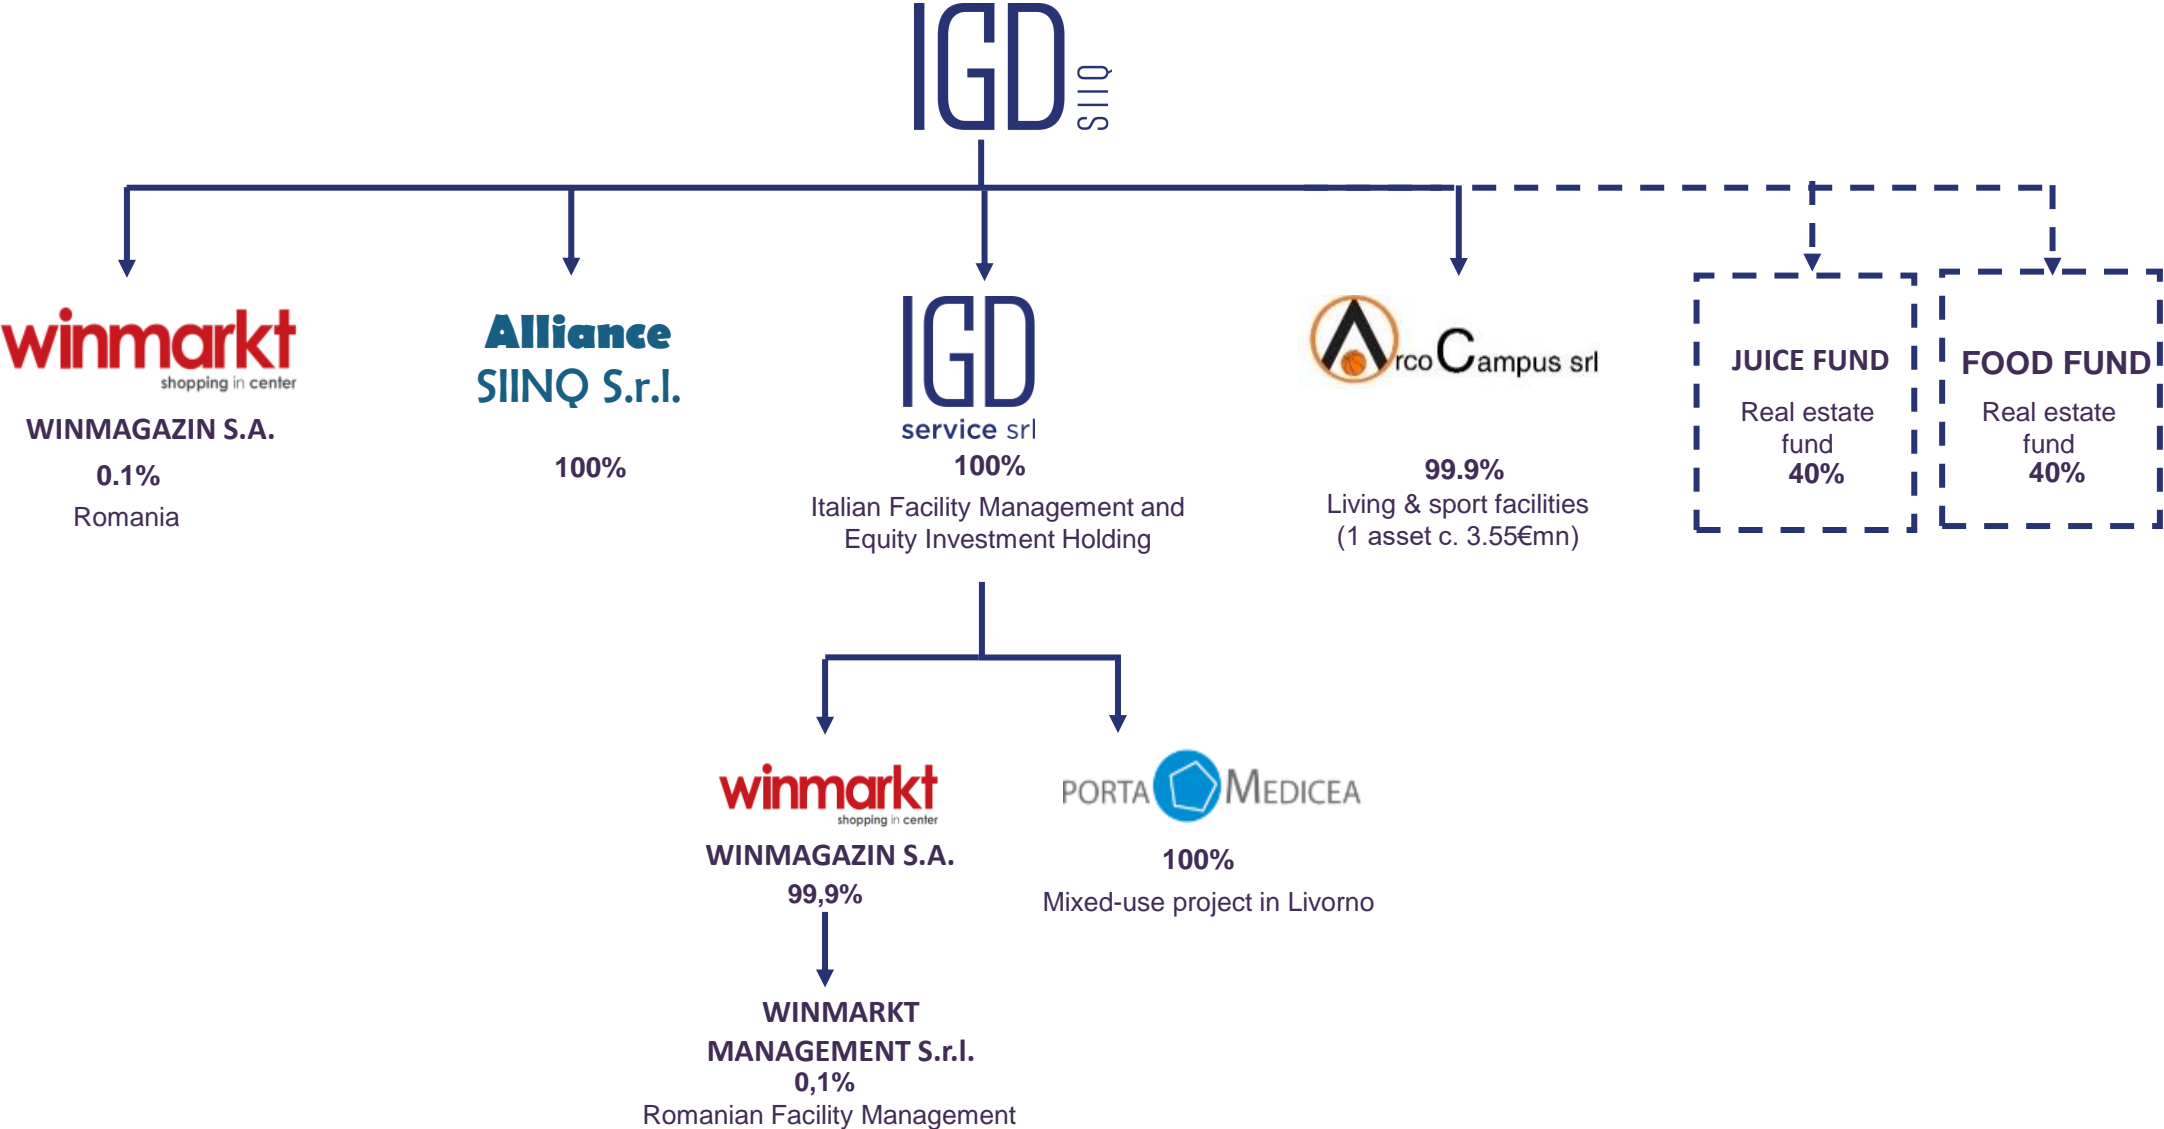 IGD
SIIQ
winmarkt
shopping in center
WINMAGAZIN S.A.
0.1%
Romania
Alliance
SIINQ S.r.l.
100%
IGD
service srl
100%
Italian Facility Management and
Equity Investment Holding
Arco Campus srl
99.9%
Living & sport facilities
(1 asset c. 3.55€mn)
JUICE FUND
Real estate
fund
40%
FOOD FUND
Real estate
fund
40%
winmarkt
shopping in center
WINMAGAZIN S.A.
99,9%
PORTA MEDICEA
100%
Mixed-use project in Livorno
WINMARKT
MANAGEMENT S.r.l.
0,1%
Romanian Facility Management